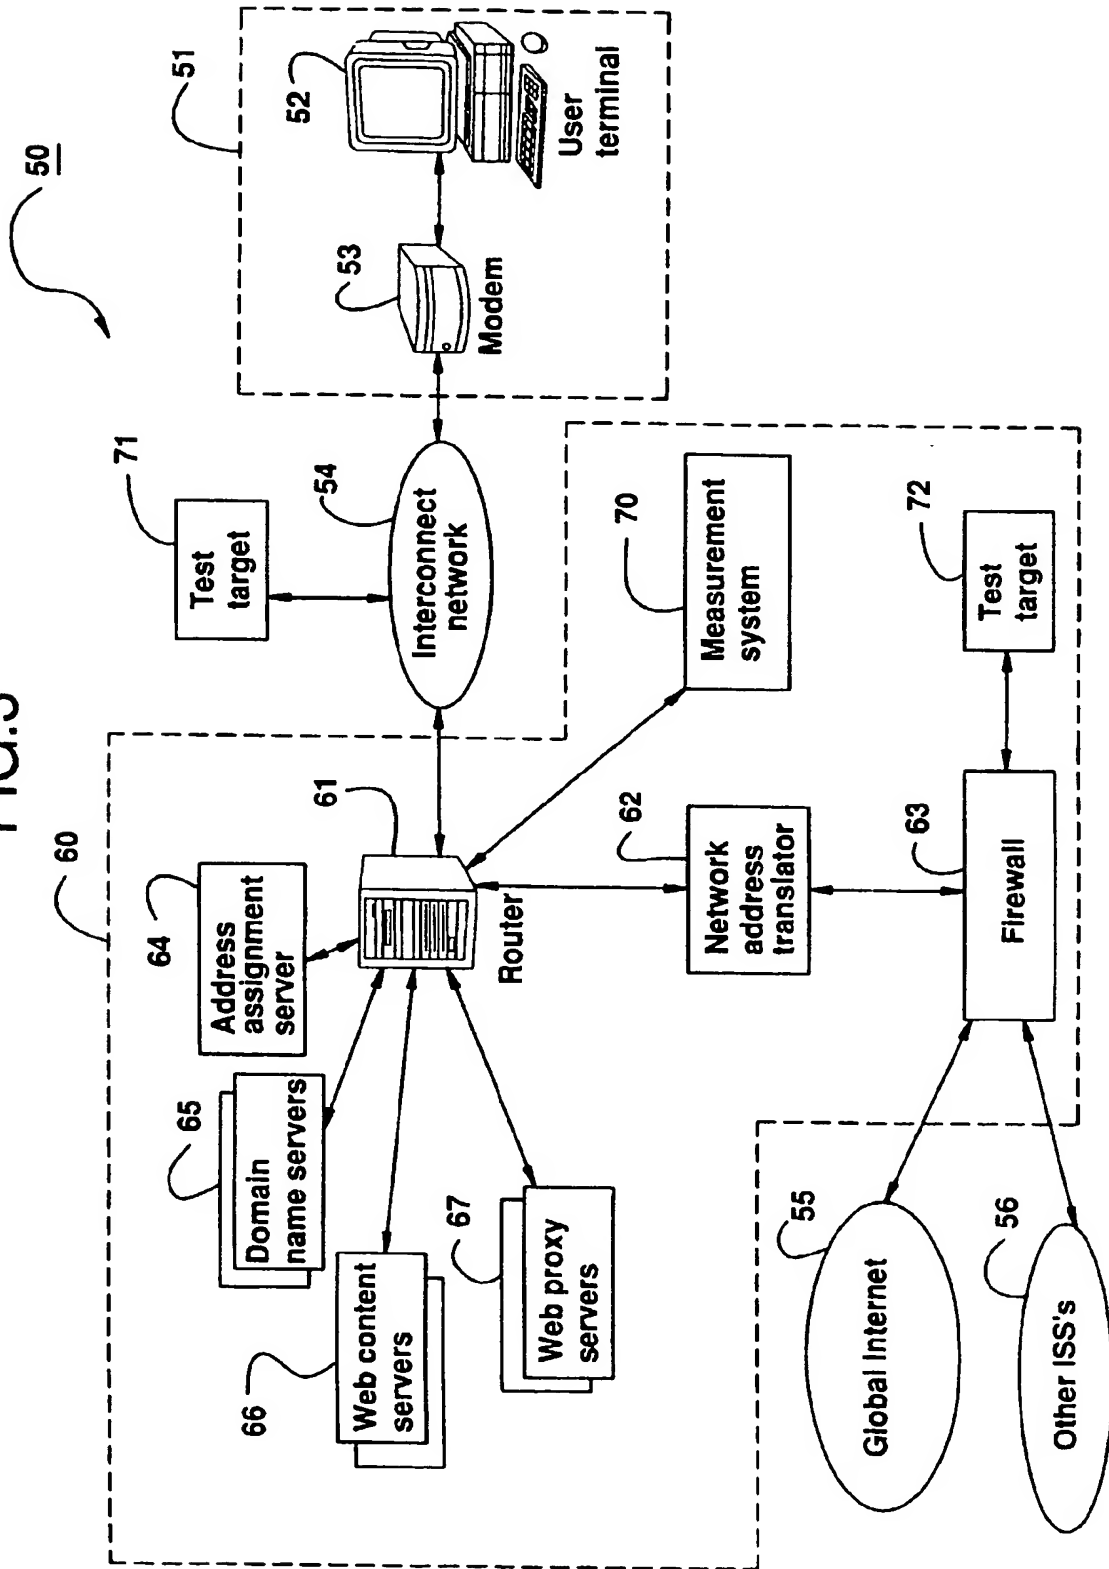 50
51
52
User
terminal
53
Modem
71
Test
target
54
Interconnect
network
60
61
Router
64
Address
assignment
server
65
Domain
name servers
66
Web content
servers
67
Web proxy
servers
70
Measurement
system
62
Network
address
translator
63
Firewall
72
Test
target
55
Global Internet
56
Other ISS's